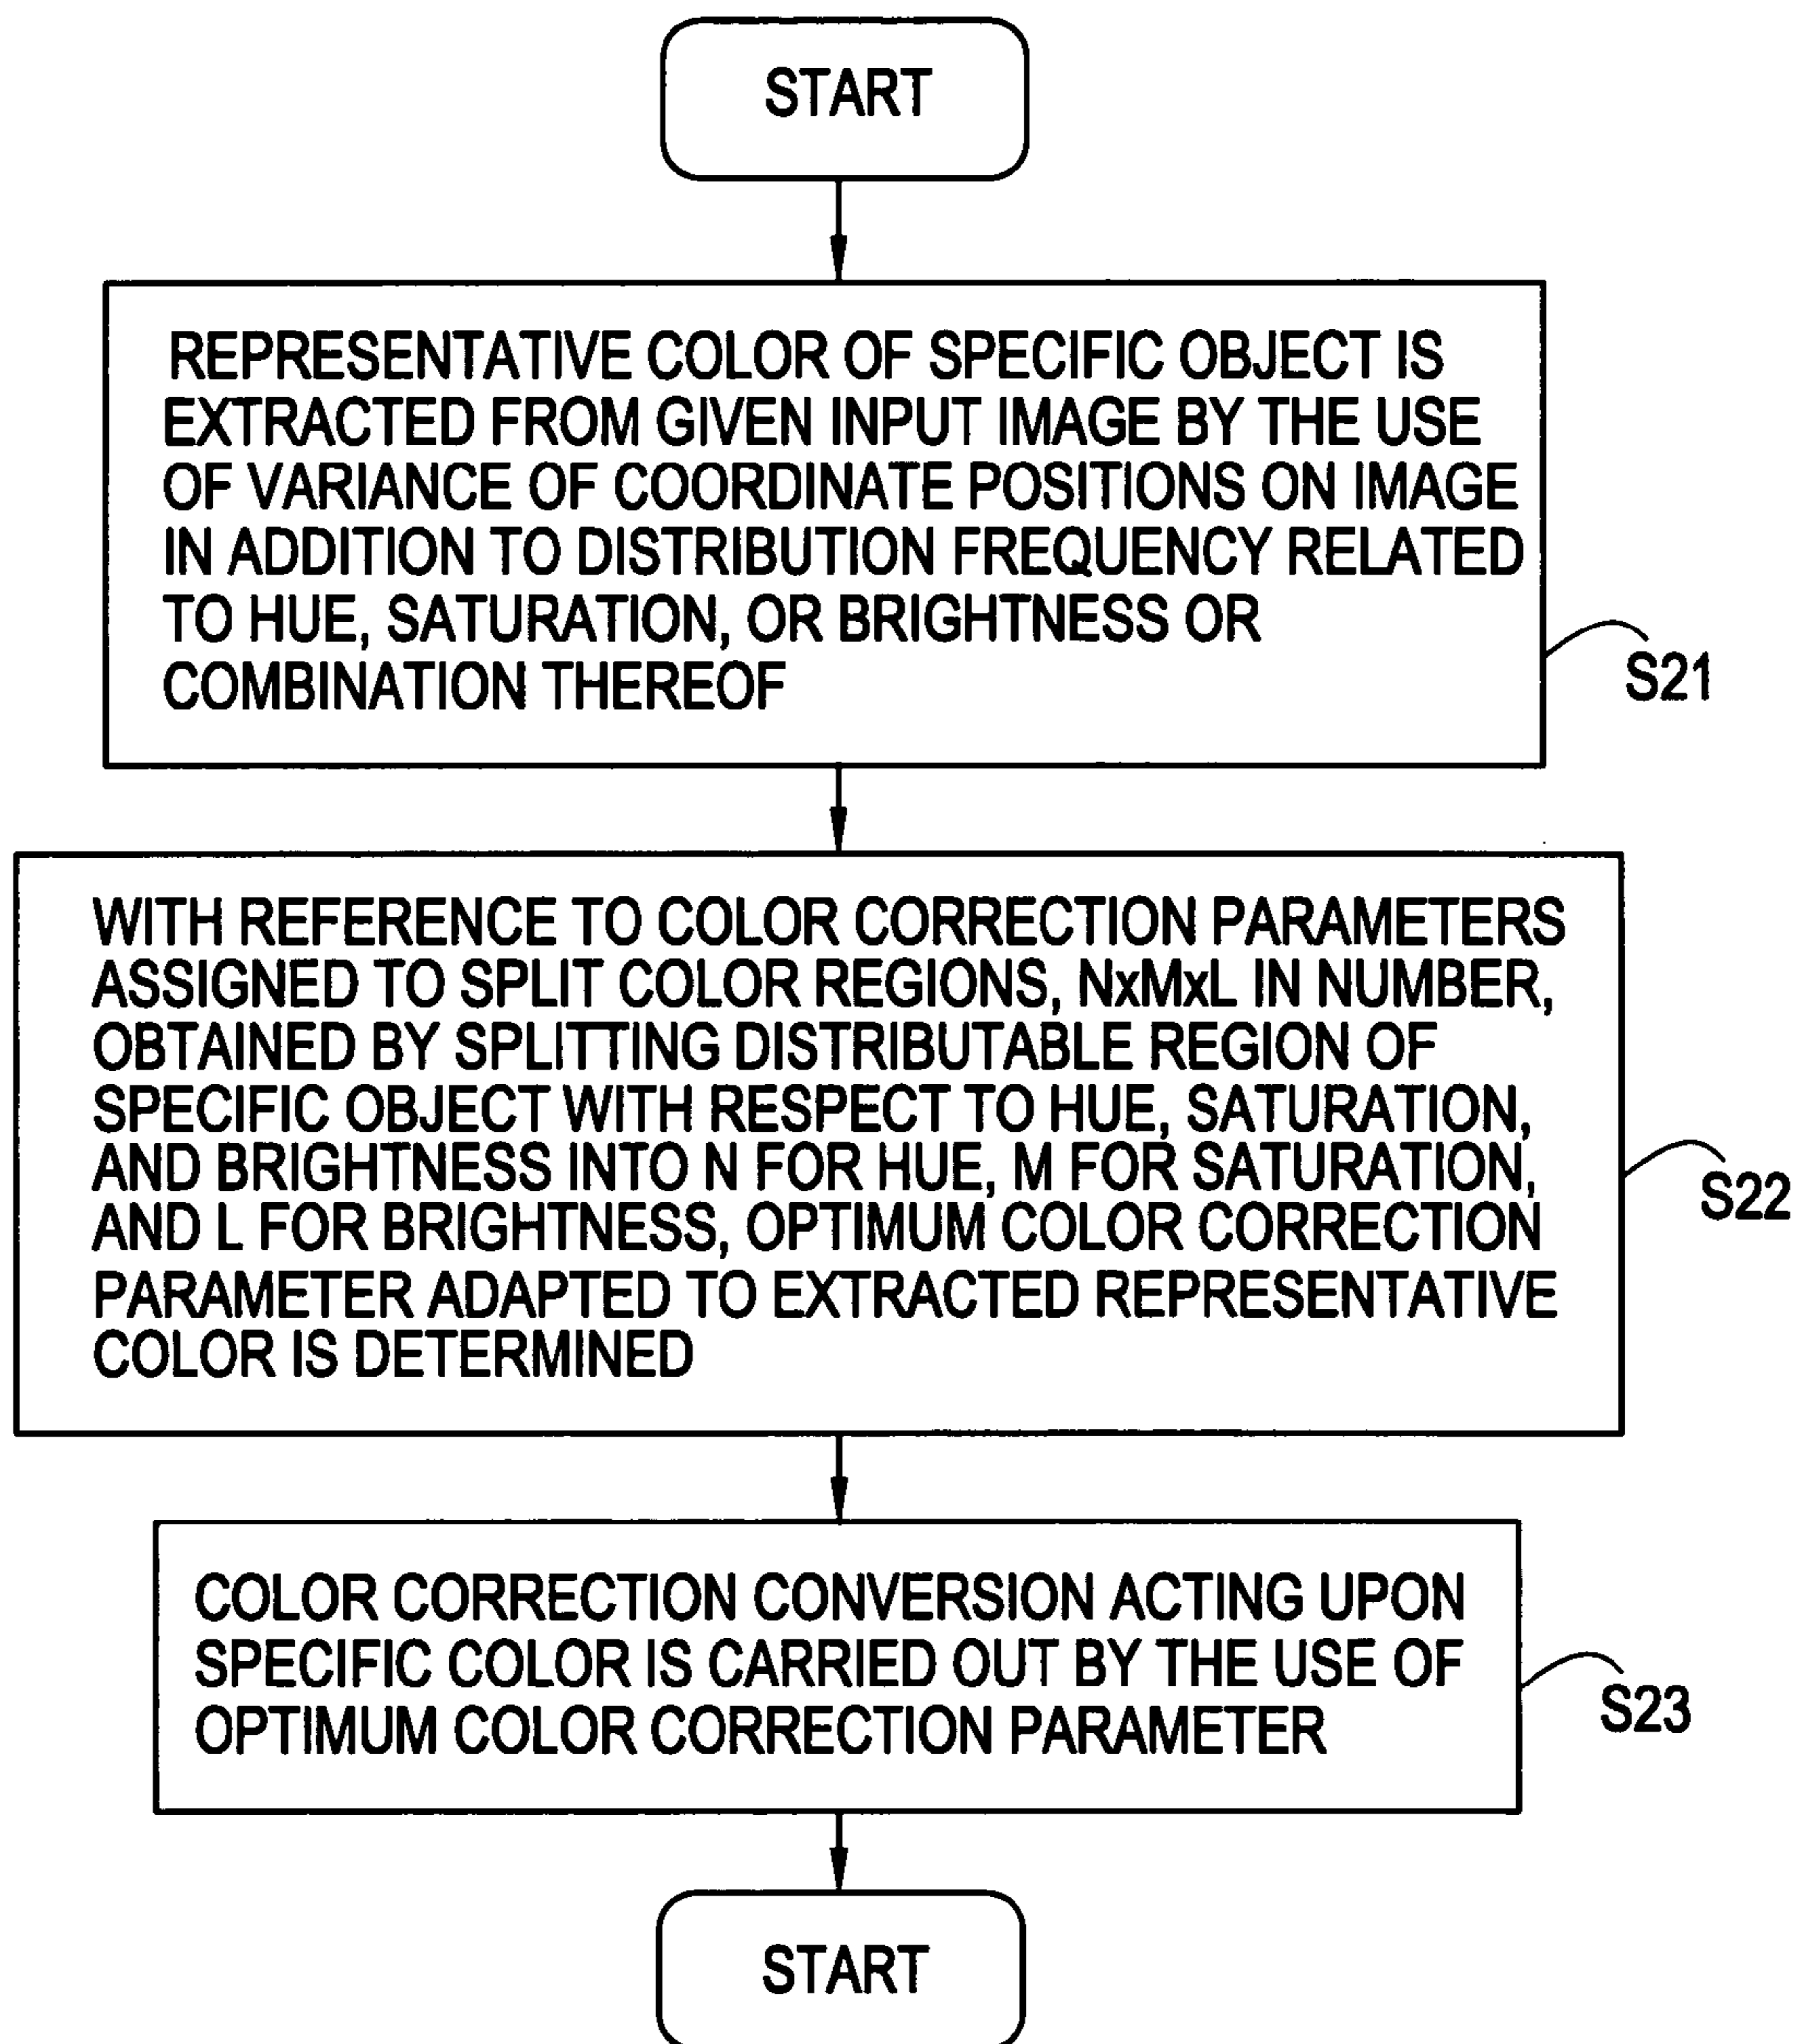 START
REPRESENTATIVE COLOR OF SPECIFIC OBJECT IS
EXTRACTED FROM GIVEN INPUT IMAGE BY THE USE
OF VARIANCE OF COORDINATE POSITIONS ON IMAGE
IN ADDITION TO DISTRIBUTION FREQUENCY RELATED
TO HUE, SATURATION, OR BRIGHTNESS OR
COMBINATION THEREOF
S21
WITH REFERENCE TO COLOR CORRECTION PARAMETERS
ASSIGNED TO SPLIT COLOR REGIONS, NxMxL IN NUMBER,
OBTAINED BY SPLITTING DISTRIBUTABLE REGION OF
SPECIFIC OBJECT WITH RESPECT TO HUE, SATURATION,
AND BRIGHTNESS INTO N FOR HUE, M FOR SATURATION,
AND L FOR BRIGHTNESS, OPTIMUM COLOR CORRECTION
PARAMETER ADAPTED TO EXTRACTED REPRESENTATIVE
COLOR IS DETERMINED
S22
COLOR CORRECTION CONVERSION ACTING UPON
SPECIFIC COLOR IS CARRIED OUT BY THE USE OF
OPTIMUM COLOR CORRECTION PARAMETER
S23
START